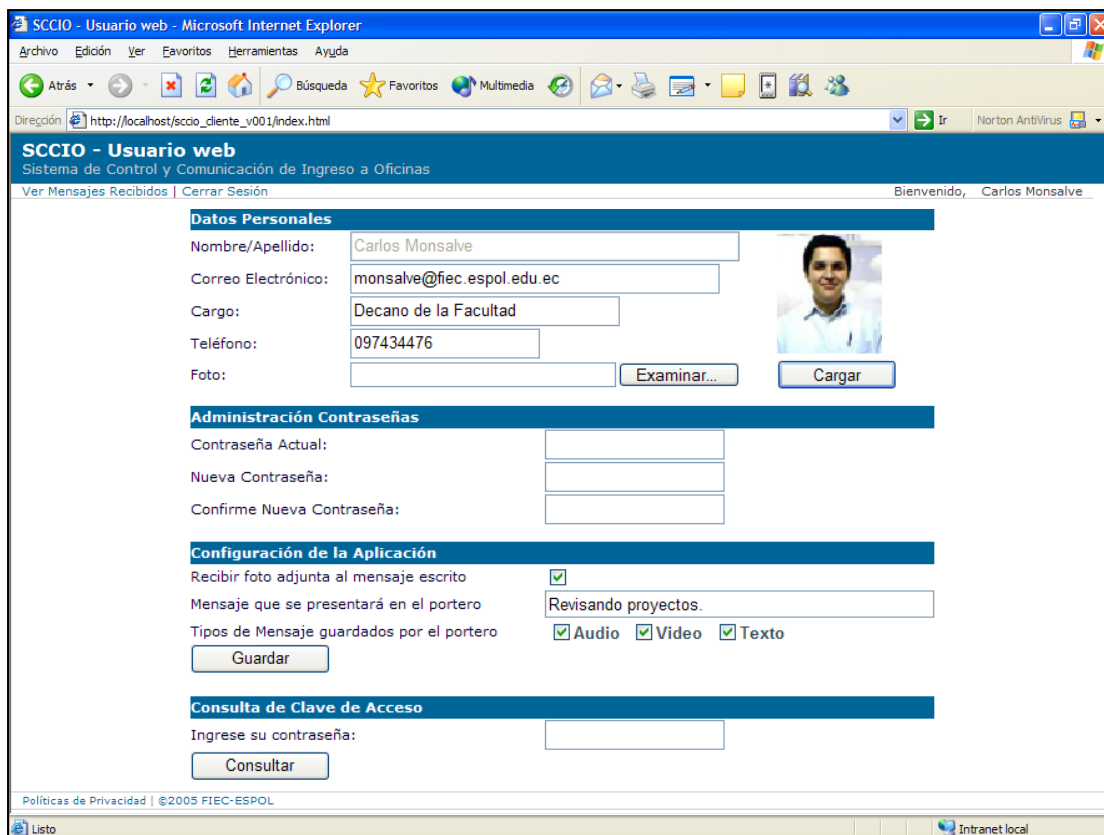 SCCIO - Usuario web - Microsoft Internet Explorer
Archivo Edición Ver Favoritos Herramientas Ayuda
Atrás Búsqueda Favoritos Multimedia
Dirección http://localhost/sccio_cliente_v001/index.html Ir Norton AntiVirus
SCCIO - Usuario web
Sistema de Control y Comunicación de Ingreso a Oficinas
Ver Mensajes Recibidos | Cerrar Sesión Bienvenido, Carlos Monsalve
Datos Personales
Nombre/Apellido: Carlos Monsalve
Correo Electrónico: monsalve@fiec.espol.edu.ec
Cargo: Decano de la Facultad
Teléfono: 097434476
Foto: Examinar... Cargar
Administración Contraseñas
Contraseña Actual:
Nueva Contraseña:
Confirme Nueva Contraseña:
Configuración de la Aplicación
Recibir foto adjunta al mensaje escrito
Mensaje que se presentará en el portero Revisando proyectos.
Tipos de Mensaje guardados por el portero Audio Video Texto
Guardar
Consulta de Clave de Acceso
Ingrese su contraseña:
Consultar
Políticas de Privacidad | ©2005 FIEC-ESPOL
Listo Intranet local